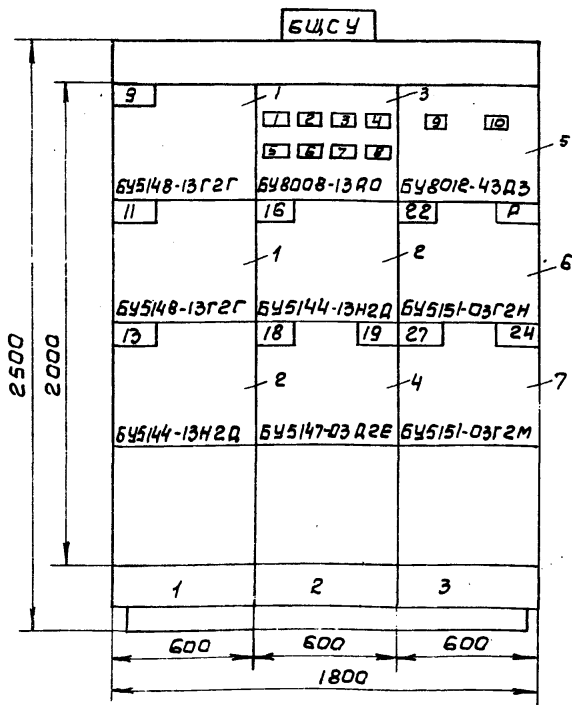 БЩСУ
9 1 3
1 2 3 4 9 10
5 6 7 8 5
БУ5148-13Г2Г БУ8008-13А0 БУ8012-43ДЗ
11 16 22 Р
1 2 6
БУ5148-13Г2Г БУ5144-13Н2Д БУ5151-03Г2Н
13 18 19 27 24
2 4 7
БУ5144-13Н2Д БУ5147-03Д2Е БУ5151-03Г2М
2500 2000
1 2 3
600 600 600
1800